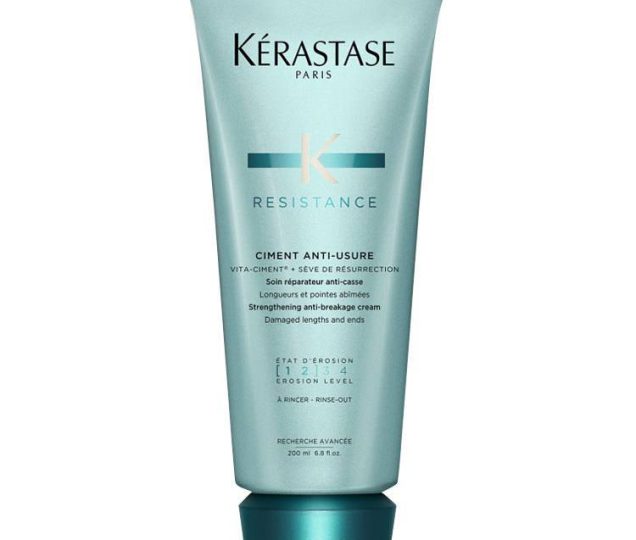 KÉRASTASE
PARIS
K
RESISTANCE
CIMENT ANTI-USURE
VITA-CIMENT® + SÈVE DE RÉSURRECTION
Soin réparateur anti-casse
Longueurs et pointes abîmées
Strengthening anti-breakage cream
Damaged lengths and ends
ÉTAT D'ÉROSION
[1 2]3 4
EROSION LEVEL
À RINCER - RINSE-OUT
RECHERCHE AVANCÉE
200 ml 6.8 fl.oz.